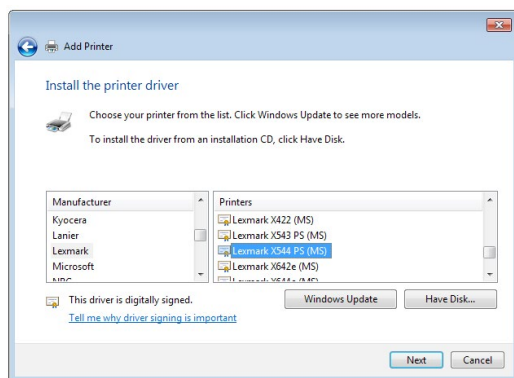 Add Printer
Install the printer driver
Choose your printer from the list. Click Windows Update to see more models.
To install the driver from an installation CD, click Have Disk.
Manufacturer
Kyocera
Lanier
Lexmark
Microsoft
Printers
Lexmark X422 (MS)
Lexmark X543 PS (MS)
Lexmark X544 PS (MS)
Lexmark X642e (MS)
This driver is digitally signed.
Tell me why driver signing is important
Windows Update
Have Disk...
Next
Cancel